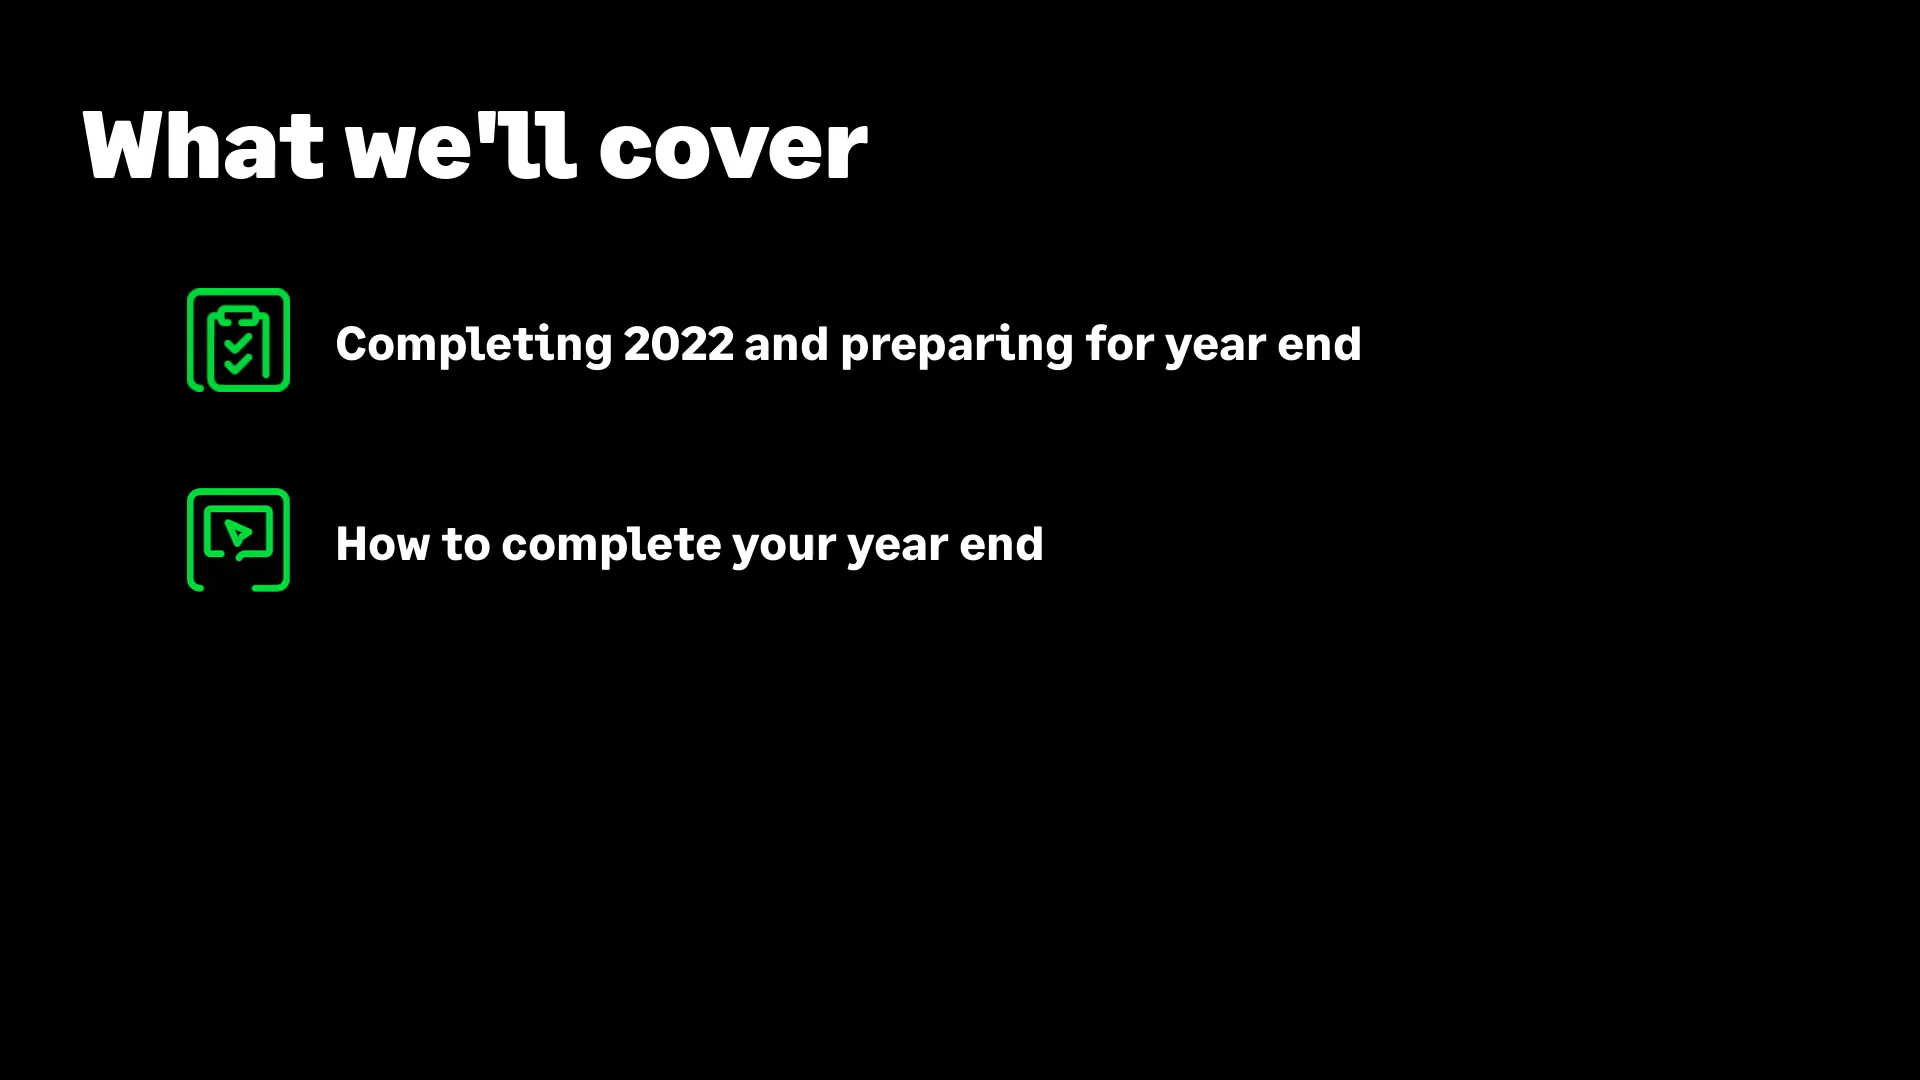 What we'll cover
Completing 2022 and preparing for year end
How to complete your year end